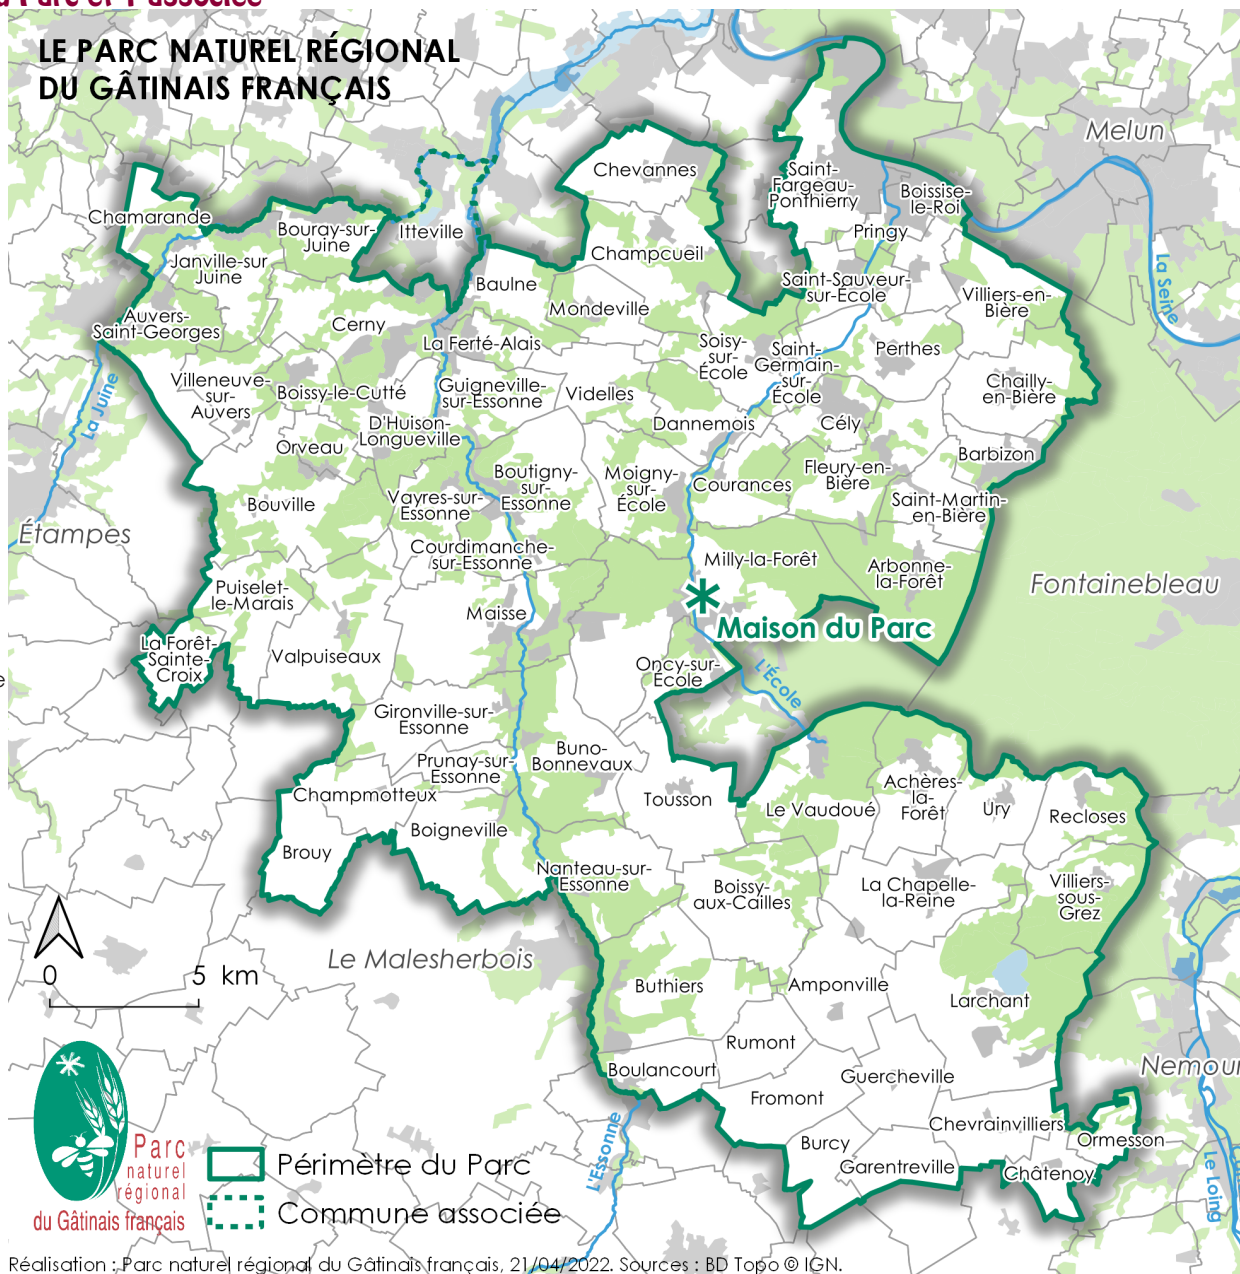 LE PARC NATUREL RÉGIONAL
DU GÂTINAIS FRANÇAIS
Melun
Chevannes
Saint-
Fargeau-
Ponthierry
Boissise-
le-Roi
Chamarande
Bourgy-sur-
Juine
Itteville
Pringy
Champcueil
Janville-sur
Juine
Baulne
Saint-Sauveur-
sur-École
La Seine
Villiers-en-
Bière
Mondeville
Auvers-
Saint-Georges
Cerny
La Ferté-Alais
Soisy-
sur-
École
Saint-
Germain-
sur-
École
Perthes
La Juine
Villeneuve-
sur-
Auvers
Boissy-le-Cutté
Guigneville-
sur-Essonne
Videlles
Chailly-
en-Bière
D'Huison-
Longueville
Dannemois
Cély
Orveau
Barbizon
Boutigny-
sur-
Essonne
Moigny-
sur-
École
Courances
Fleury-en-
Bière
Bouville
Vayres-sur-
Essonne
Saint-Martin-
en-Bière
Étampes
Courdimanche-
sur-Essonne
Milly-la-Forêt
Arbonne-
la-Forêt
Fontainebleau
Puiselet-
le-Marais
Maisse
Maison du Parc
La Forêt-
Sainte-
Croix
Valpuiseaux
Oncy-sur-
École
L'École
Gironville-sur-
Essonne
Buno-
Bonnevaux
Prunay-sur-
Essonne
Champmotteux
Tousson
Le Vaudoué
Achères-
la-
Forêt
Ury
Recloses
Boigneville
Brouy
Nanteau-sur-
Essonne
Boissy-
aux-Cailles
La Chapelle-
la-Reine
Villiers-
sous-
Grez
Le Malesherbois
0 5 km
Buthiers
Amponville
Larchant
Rumont
Boulancourt
Guercheville
Nemour
Fromont
Chevrainvilliers
L'Essonne
Burcy
Ormesson
Garentreville
Châtenoy
Le Loing
Parc
naturel
régional
du Gâtinais français
Périmètre du Parc
Commune associée
Réalisation : Parc naturel régional du Gâtinais français, 21/04/2022. Sources : BD Topo © IGN.